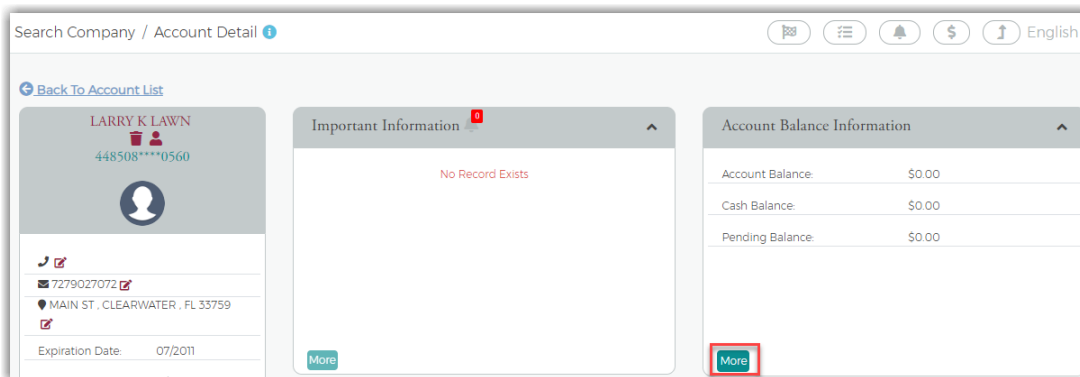 Search Company / Account Detail
English
Back To Account List
LARRY K LAWN
448508****0560
7279027072
MAIN ST , CLEARWATER , FL 33759
Expiration Date: 07/2011
Important Information 0
No Record Exists
More
Account Balance Information
Account Balance: $0.00
Cash Balance: $0.00
Pending Balance: $0.00
More